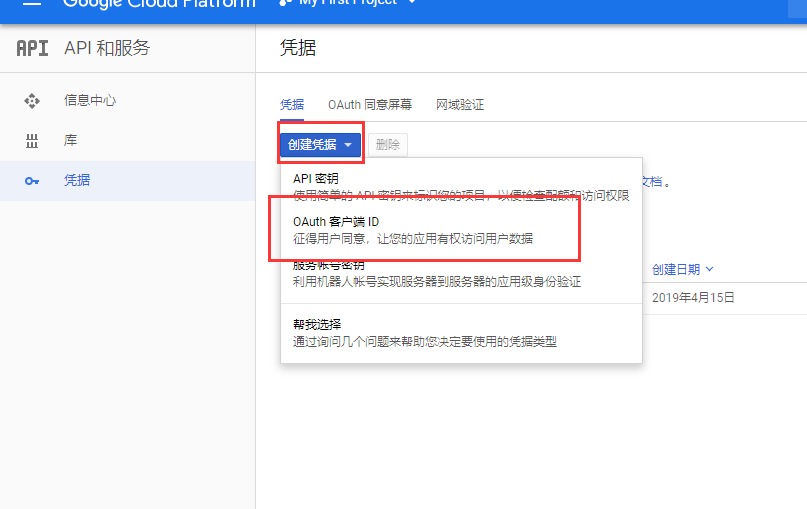 Google Cloud Platform
My First Project
API API 和服务
凭据
信息中心
库
凭据
凭据 OAuth 同意屏幕 网域验证
创建凭据 删除
API 密钥
使用简单的 API 密钥来标识您的项目，以便检查配额和访问权限
文档。
OAuth 客户端 ID
征得用户同意，让您的应用有权访问用户数据
服务帐号密钥
利用机器人帐号实现服务器到服务器的应用级身份验证
创建日期
2019年4月15日
帮我选择
通过询问几个问题来帮助您决定要使用的凭据类型